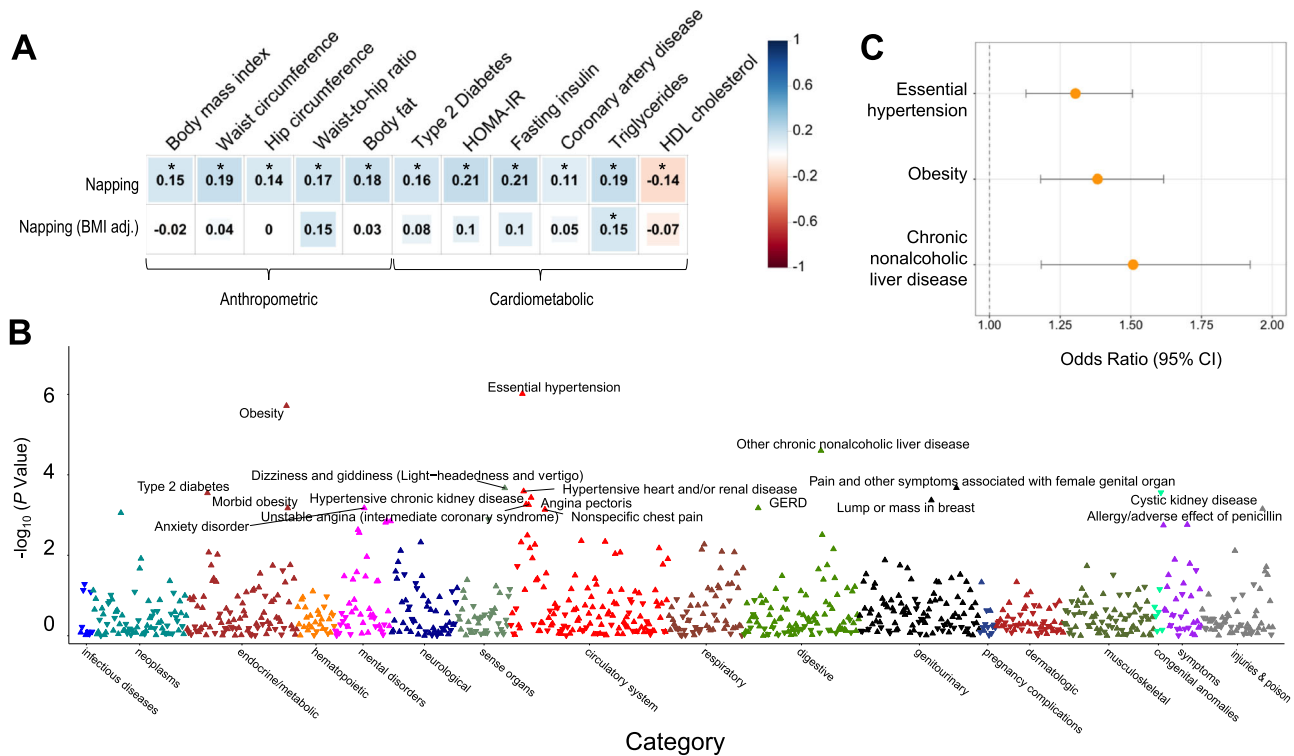 A
Body mass index
Waist circumference
Hip circumference
Waist-to-hip ratio
Body fat
Type 2 Diabetes
HOMA-IR
Fasting insulin
Coronary artery disease
Triglycerides
HDL cholesterol
* * * * * * * * * * *
Napping 0.15 0.19 0.14 0.17 0.18 0.16 0.21 0.21 0.11 0.19 -0.14
*
Napping (BMI adj.) -0.02 0.04 0 0.15 0.03 0.08 0.1 0.1 0.05 0.15 -0.07
Anthropometric Cardiometabolic
1
0.6
0.2
-0.2
-0.6
-1
C
Essential
hypertension
Obesity
Chronic
nonalcoholic
liver disease
1.00 1.25 1.50 1.75 2.00
Odds Ratio (95% CI)
B
-log10 (P Value)
6
4
2
0
Essential hypertension
Obesity
Other chronic nonalcoholic liver disease
Dizziness and giddiness (Light−headedness and vertigo)
Pain and other symptoms associated with female genital organ
Type 2 diabetes
Hypertensive heart and/or renal disease
Morbid obesity
Hypertensive chronic kidney disease
Angina pectoris
GERD
Lump or mass in breast
Cystic kidney disease
Anxiety disorder
Unstable angina (intermediate coronary syndrome)
Nonspecific chest pain
Allergy/adverse effect of penicillin
infectious diseases
neoplasms
endocrine/metabolic
hematopoietic
mental disorders
neurological
sense organs
circulatory system
respiratory
digestive
genitourinary
pregnancy complications
dermatologic
musculoskeletal
congenital anomalies
symptoms
injuries & poison
Category